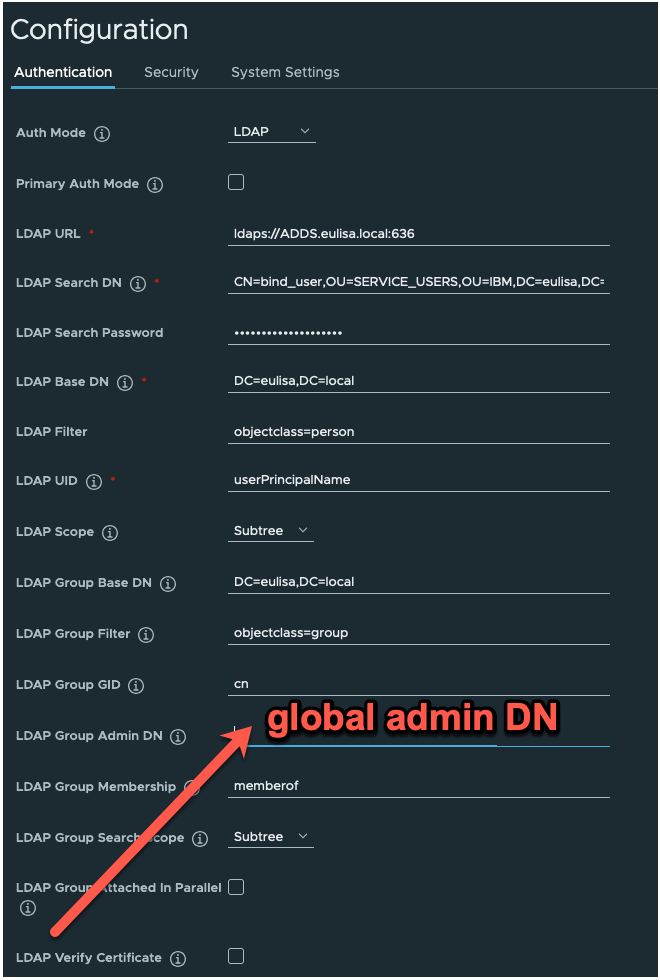 Configuration
Authentication Security System Settings
Auth Mode LDAP
Primary Auth Mode
LDAP URL * ldaps://ADDS.eulisa.local:636
LDAP Search DN * CN=bind_user,OU=SERVICE_USERS,OU=IBM,DC=eulisa,DC=
LDAP Search Password ••••••••••••••••••••
LDAP Base DN * DC=eulisa,DC=local
LDAP Filter objectclass=person
LDAP UID * userPrincipalName
LDAP Scope Subtree
LDAP Group Base DN DC=eulisa,DC=local
LDAP Group Filter objectclass=group
LDAP Group GID cn
global admin DN
LDAP Group Admin DN
LDAP Group Membership memberof
LDAP Group Search Scope Subtree
LDAP Group Attached In Parallel
LDAP Verify Certificate